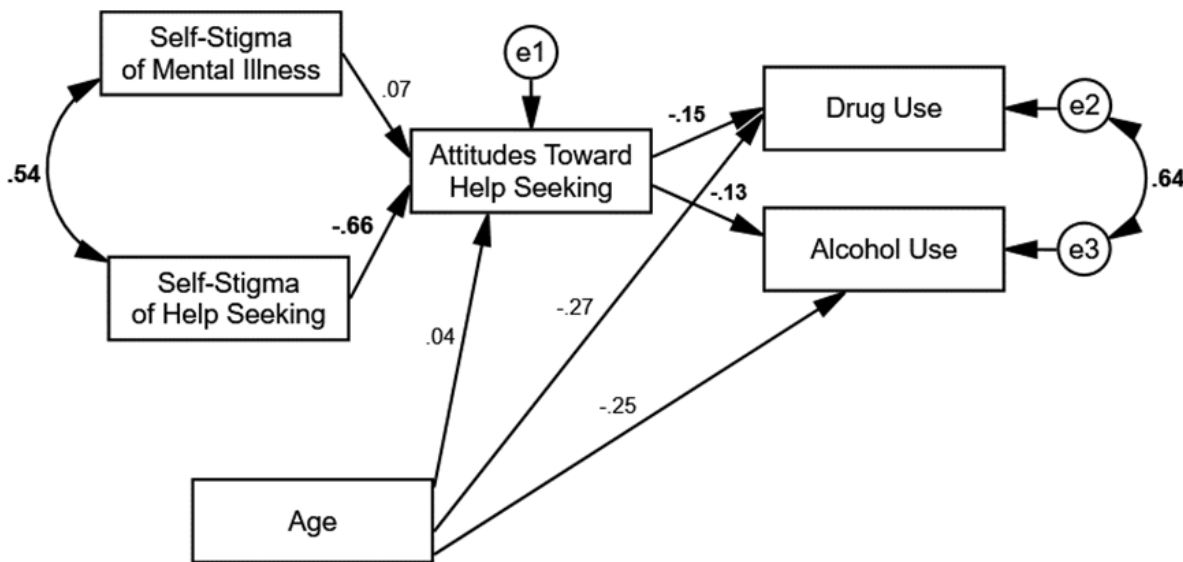 Self-Stigma
of Mental Illness
e1
.07
-.15
Drug Use
e2
Attitudes Toward
Help Seeking
.54
-.13
.64
-.66
Alcohol Use
e3
Self-Stigma
of Help Seeking
.04
-.27
-.25
Age